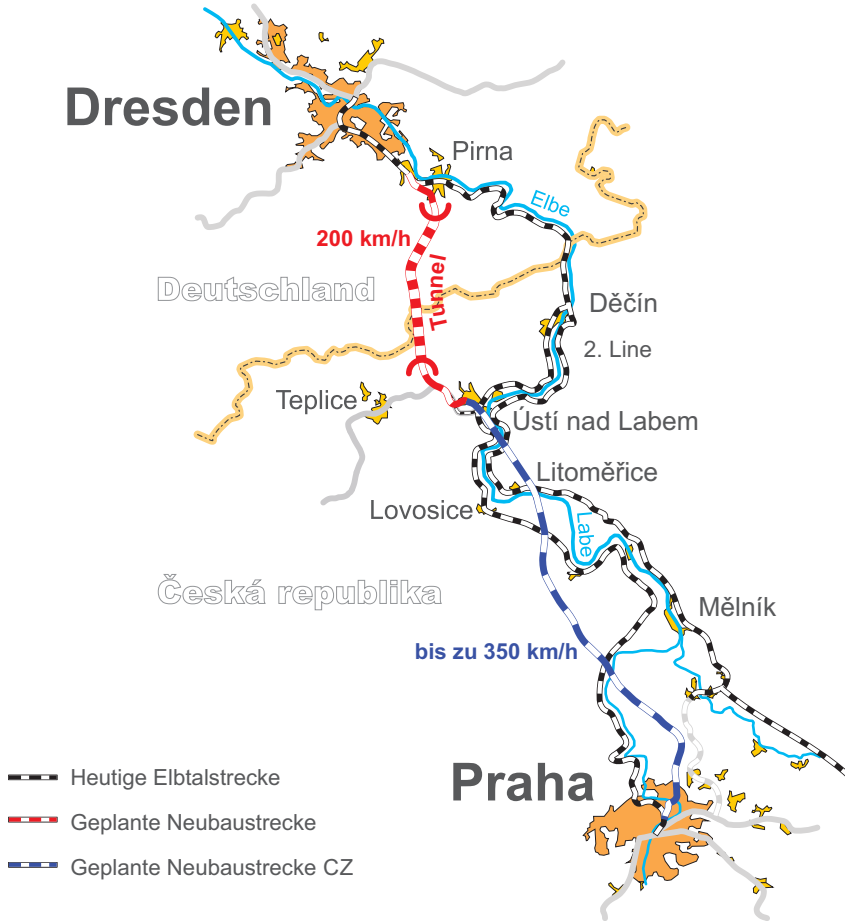 Dresden
Pirna
Elbe
200 km/h
Tunnel
Deutschland
Děčín
2. Line
Teplice
Ústí nad Labem
Litoměřice
Lovosice
Labe
Česká republika
Mělník
bis zu 350 km/h
Praha
Heutige Elbtalstrecke
Geplante Neubaustrecke
Geplante Neubaustrecke CZ